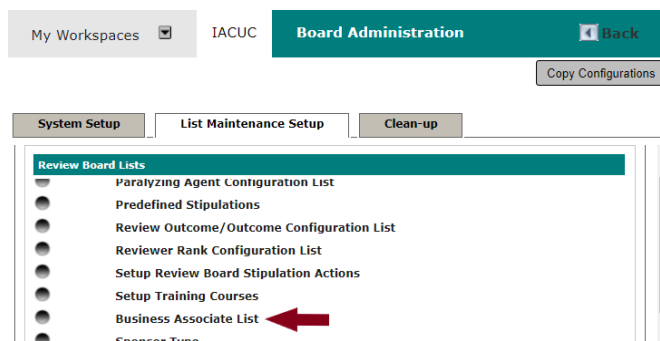 My Workspaces IACUC Board Administration Back
Copy Configurations
System Setup List Maintenance Setup Clean-up
Review Board Lists
Paralyzing Agent Configuration List
Predefined Stipulations
Review Outcome/Outcome Configuration List
Reviewer Rank Configuration List
Setup Review Board Stipulation Actions
Setup Training Courses
Business Associate List
Sponsor Type